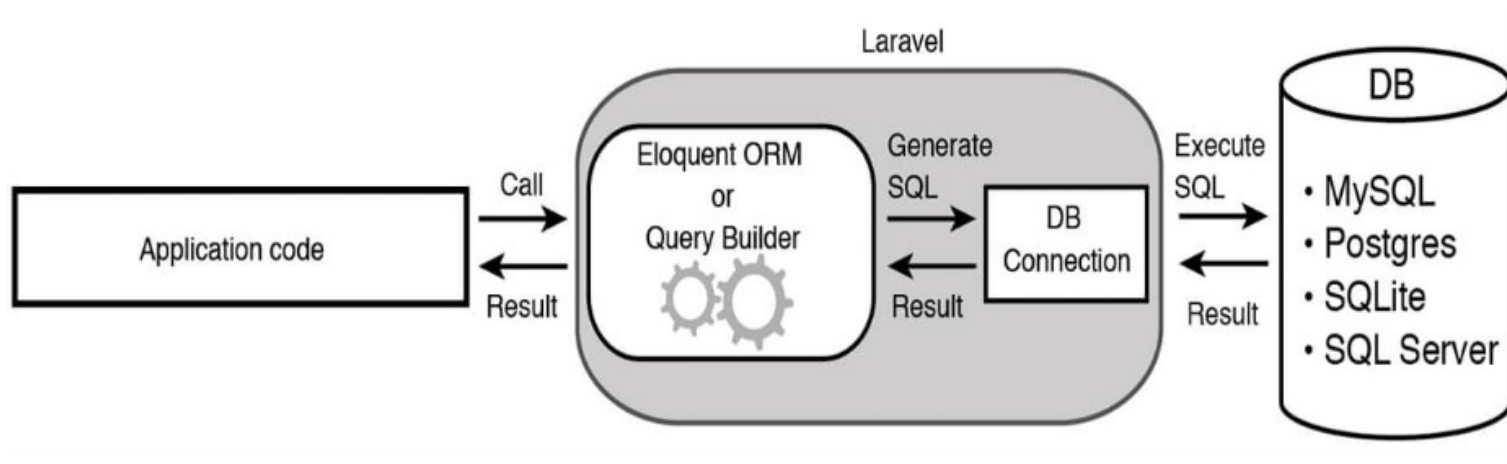 Laravel
Application code
Call
Result
Eloquent ORM
or
Query Builder
Generate
SQL
Result
DB
Connection
Execute
SQL
Result
DB
• MySQL
• Postgres
• SQLite
• SQL Server